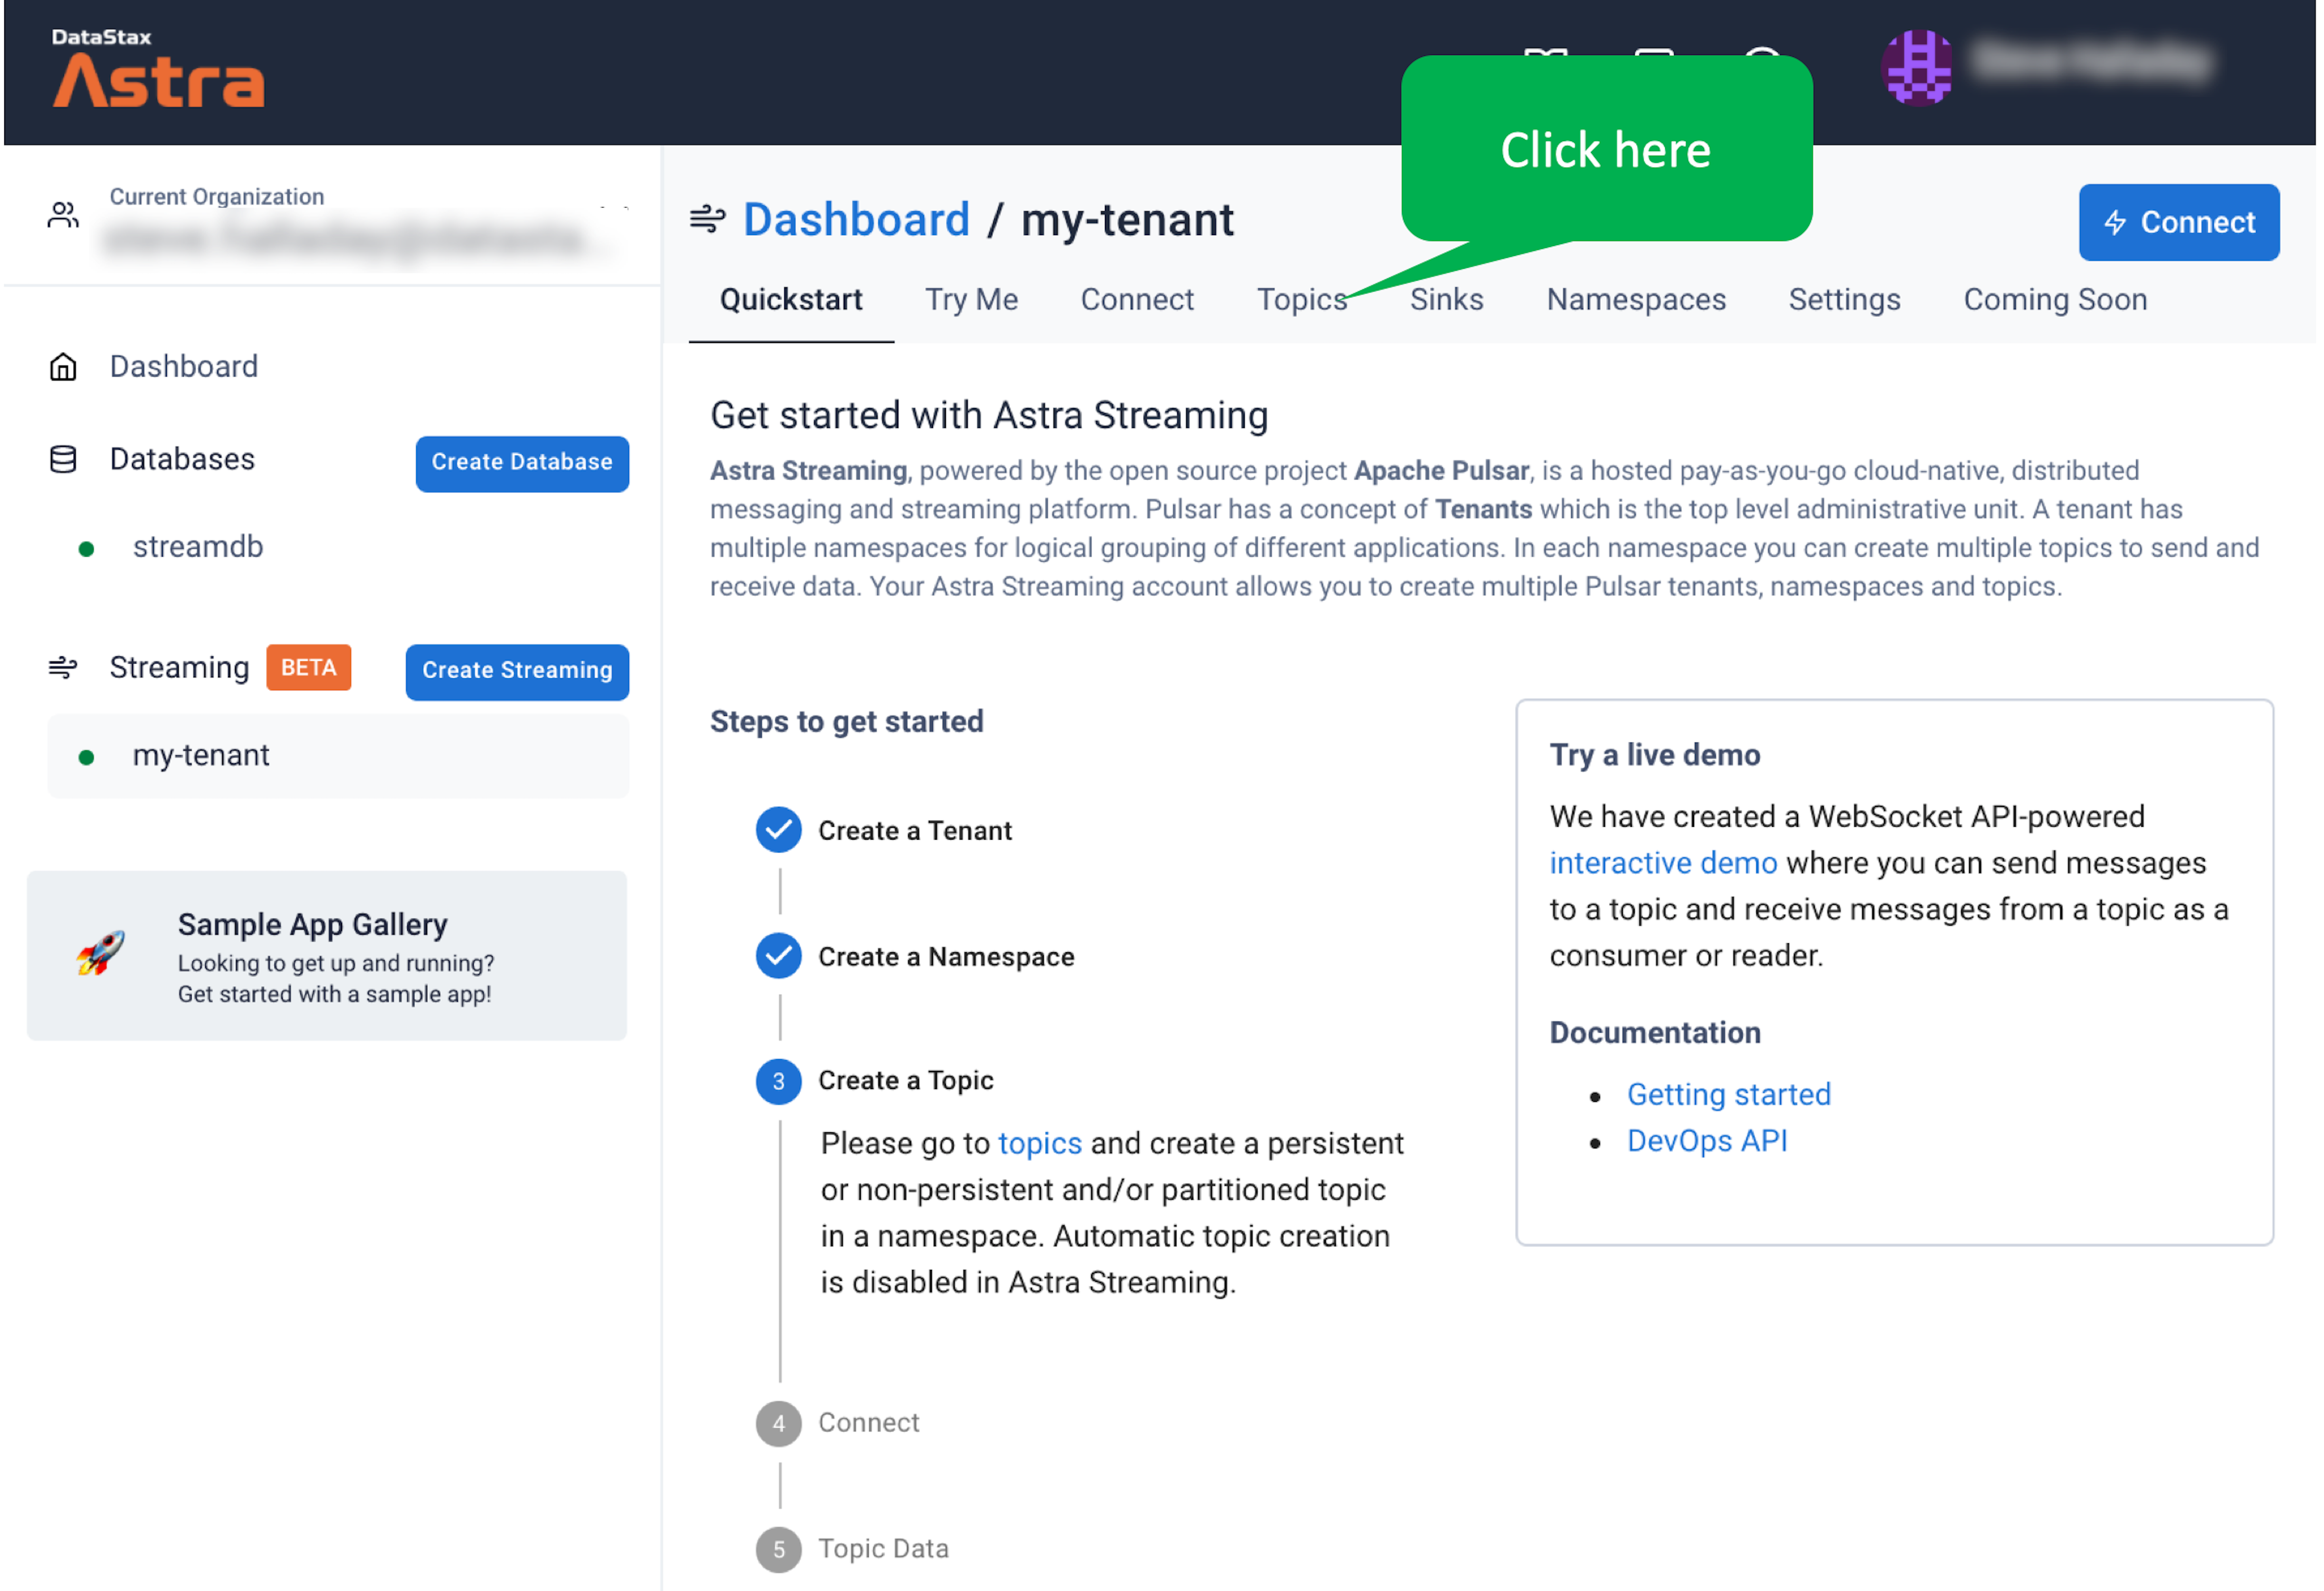 DataStax
Astra
Click here
Current Organization
Dashboard / my-tenant
Connect
Quickstart Try Me Connect Topics Sinks Namespaces Settings Coming Soon
Dashboard
Databases Create Database
streamdb
Streaming BETA Create Streaming
my-tenant
Sample App Gallery
Looking to get up and running?
Get started with a sample app!
Get started with Astra Streaming
Astra Streaming, powered by the open source project Apache Pulsar, is a hosted pay-as-you-go cloud-native, distributed
messaging and streaming platform. Pulsar has a concept of Tenants which is the top level administrative unit. A tenant has
multiple namespaces for logical grouping of different applications. In each namespace you can create multiple topics to send and
receive data. Your Astra Streaming account allows you to create multiple Pulsar tenants, namespaces and topics.
Steps to get started
Create a Tenant
Create a Namespace
3 Create a Topic
Please go to topics and create a persistent
or non-persistent and/or partitioned topic
in a namespace. Automatic topic creation
is disabled in Astra Streaming.
4 Connect
5 Topic Data
Try a live demo
We have created a WebSocket API-powered
interactive demo where you can send messages
to a topic and receive messages from a topic as a
consumer or reader.
Documentation
• Getting started
• DevOps API